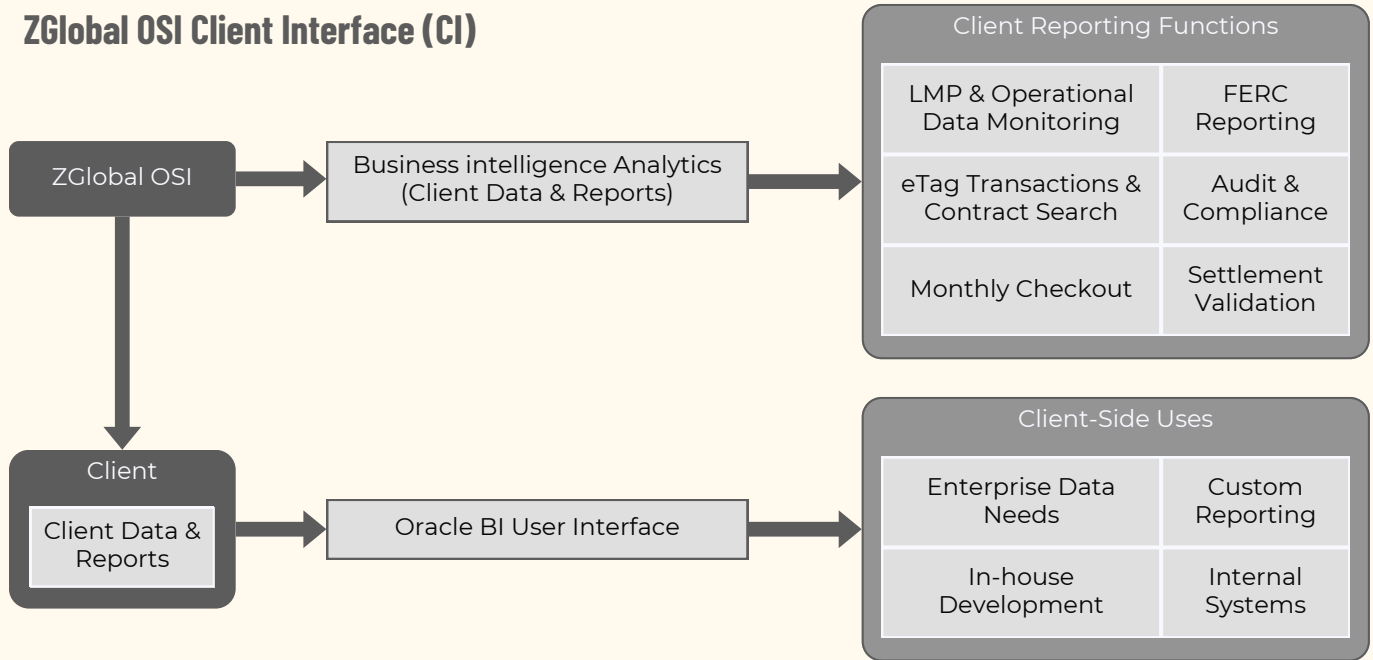 ZGlobal OSI Client Interface (CI)
Client Reporting Functions
LMP & Operational
Data Monitoring
FERC
Reporting
ZGlobal OSI
Business intelligence Analytics
(Client Data & Reports)
eTag Transactions &
Contract Search
Audit &
Compliance
Monthly Checkout
Settlement
Validation
Client
Client Data &
Reports
Oracle BI User Interface
Client-Side Uses
Enterprise Data
Needs
Custom
Reporting
In-house
Development
Internal
Systems